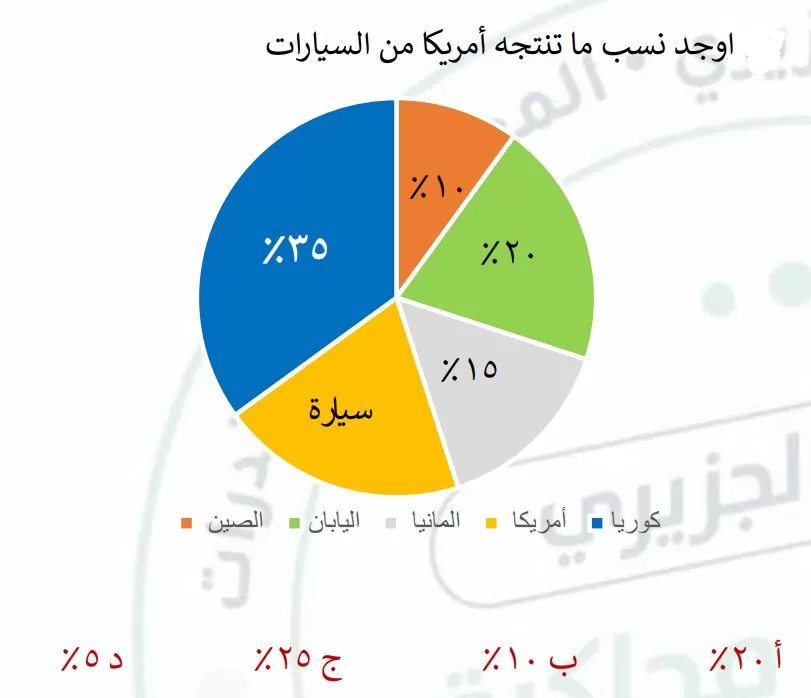 اوجد نسب ما تنتجه أمريكا من السيارات
٪١٠
٪٣٥
٪٢٠
٪١٥
سيارة
كوريا أمريكا المانيا اليابان الصين
أ ٢٠٪ ب ١٠٪ ج ٢٥٪ د ٥٪
الجزيري